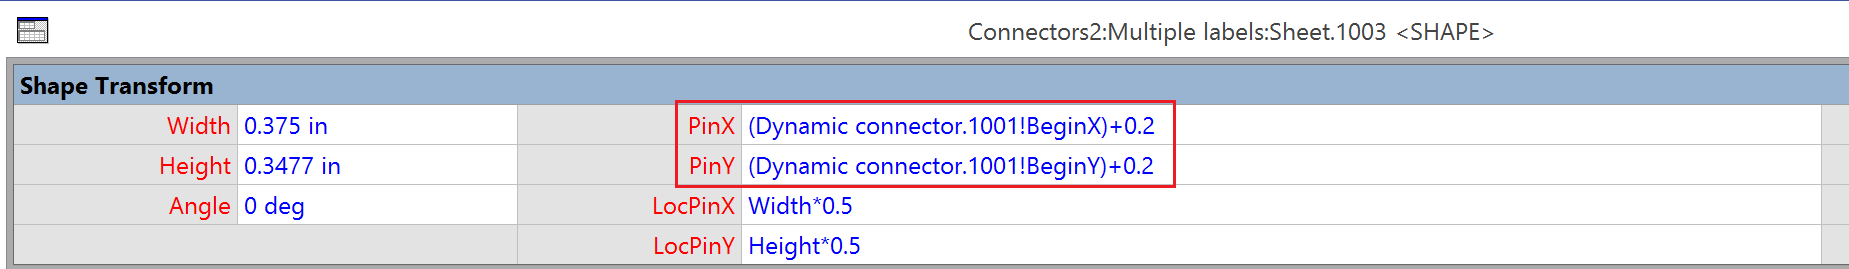 Connectors2:Multiple labels:Sheet.1003 <SHAPE>
Shape Transform
Width 0.375 in PinX (Dynamic connector.1001!BeginX)+0.2
Height 0.3477 in PinY (Dynamic connector.1001!BeginY)+0.2
Angle 0 deg LocPinX Width*0.5
LocPinY Height*0.5